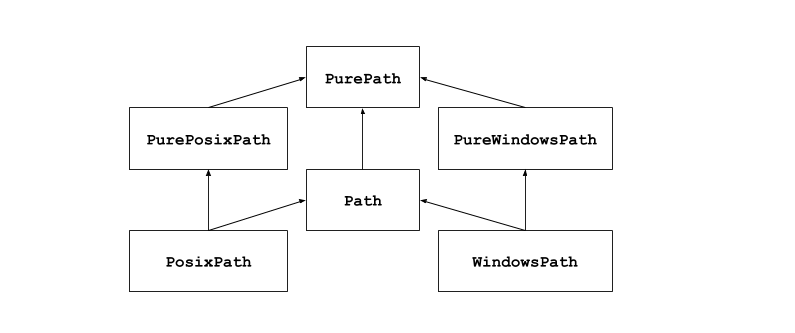 PurePath
PurePosixPath
PureWindowsPath
Path
PosixPath
WindowsPath